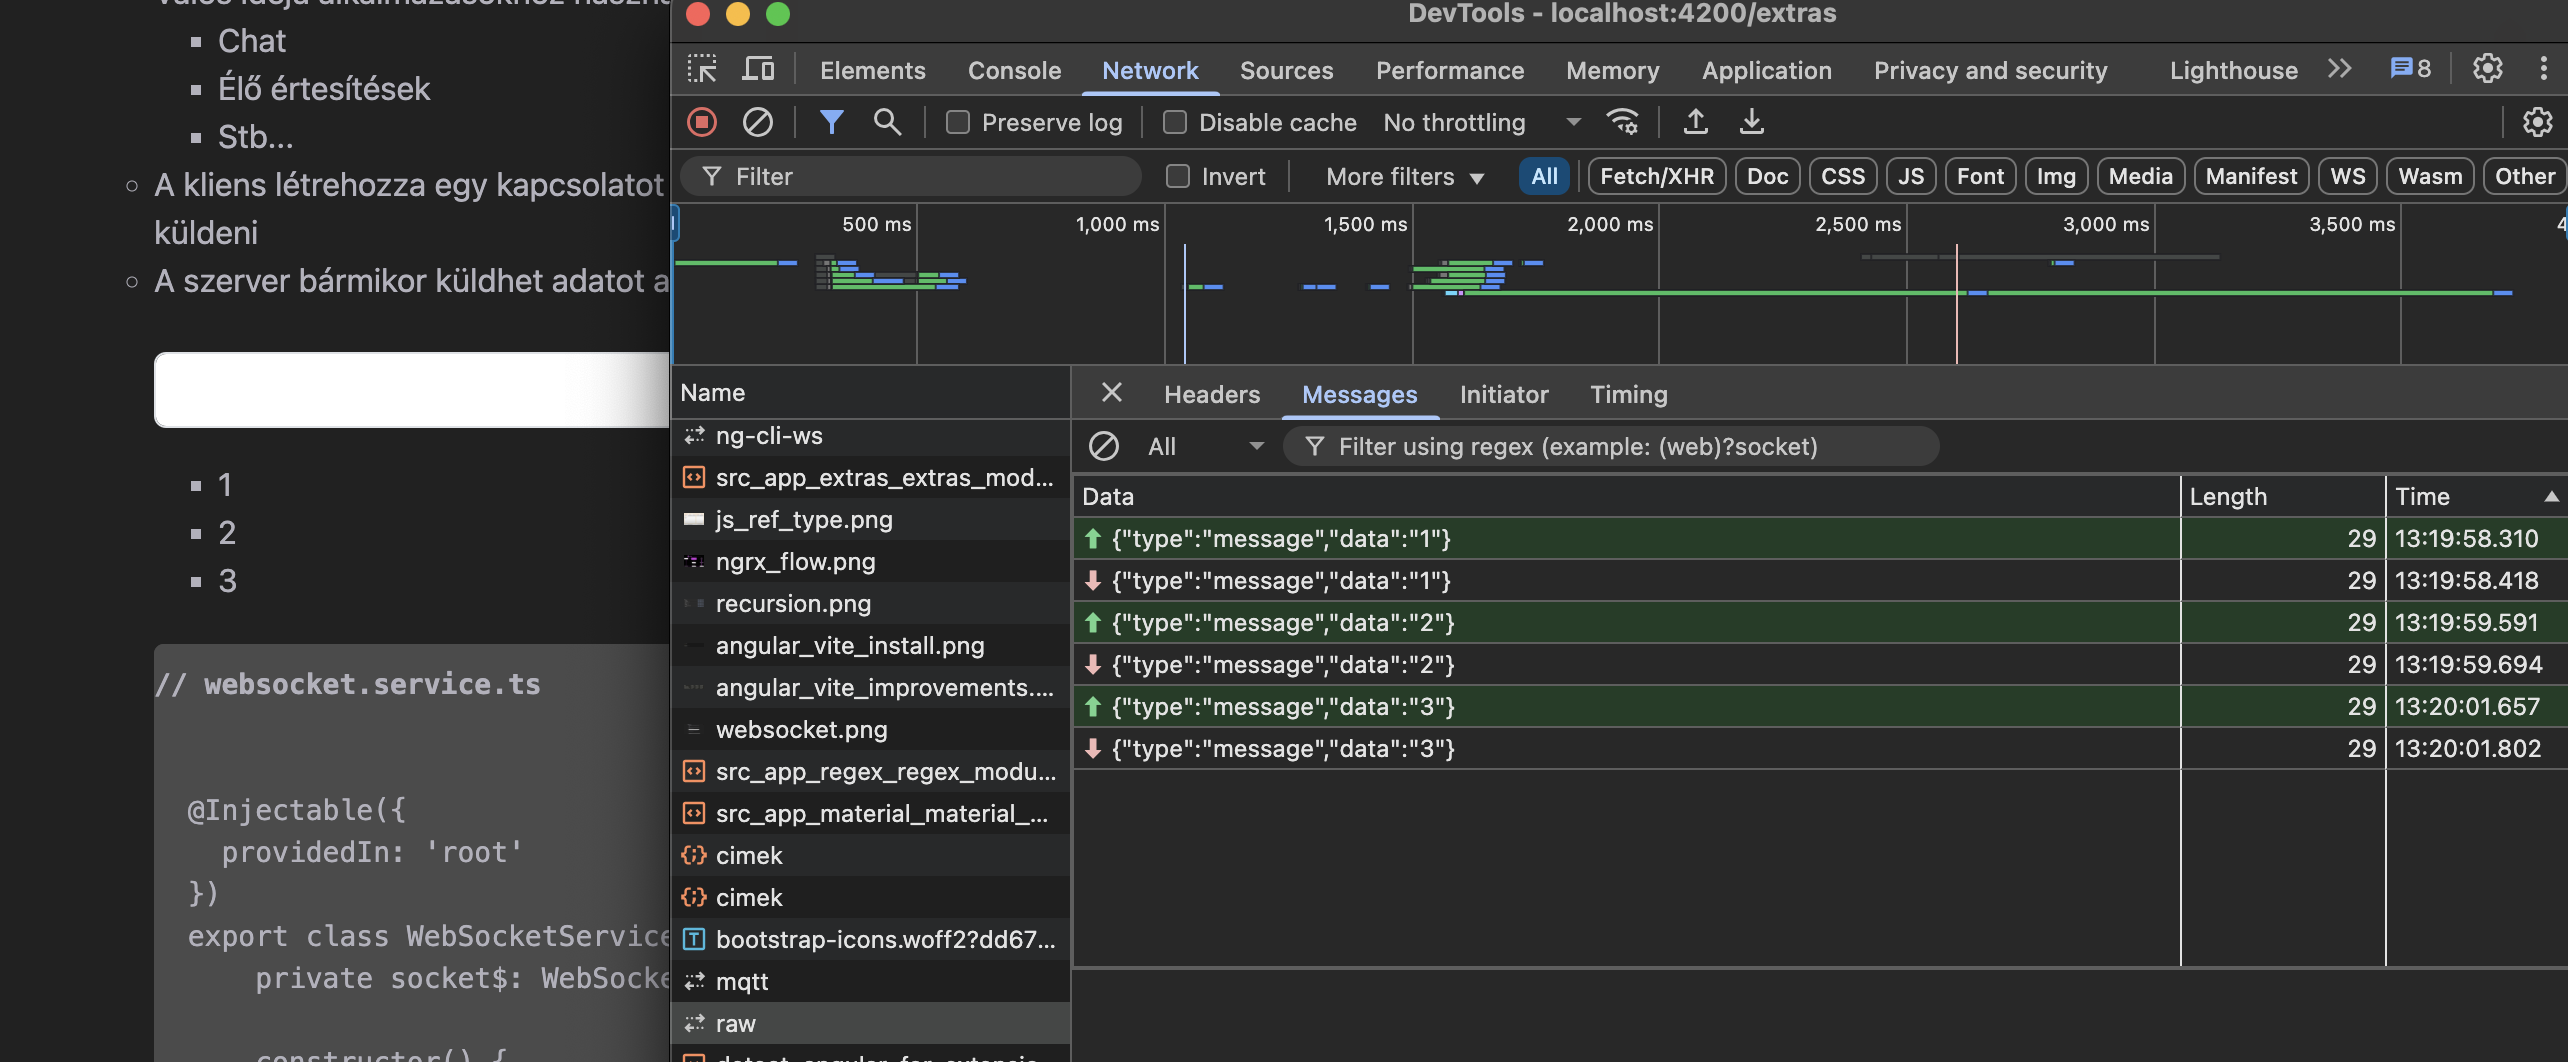 Chat
Élő értesítések
Stb...
A kliens létrehozza egy kapcsolatot
küldeni
A szerver bármikor küldhet adatot a
1
2
3
// websocket.service.ts
@Injectable({
providedIn: 'root'
})
export class WebSocketService
private socket$: WebSocke
constructor() {
DevTools - localhost:4200/extras
Elements Console Network Sources Performance Memory Application Privacy and security Lighthouse 8
Preserve log Disable cache No throttling
Filter Invert More filters All Fetch/XHR Doc CSS JS Font Img Media Manifest WS Wasm Other
500 ms 1,000 ms 1,500 ms 2,000 ms 2,500 ms 3,000 ms 3,500 ms 4
Name
ng-cli-ws
src_app_extras_extras_mod...
js_ref_type.png
ngrx_flow.png
recursion.png
angular_vite_install.png
angular_vite_improvements....
websocket.png
src_app_regex_regex_modu...
src_app_material_material_...
cimek
cimek
bootstrap-icons.woff2?dd67...
mqtt
raw
Headers Messages Initiator Timing
All Filter using regex (example: (web)?socket)
Data Length Time
{"type":"message","data":"1"} 29 13:19:58.310
{"type":"message","data":"1"} 29 13:19:58.418
{"type":"message","data":"2"} 29 13:19:59.591
{"type":"message","data":"2"} 29 13:19:59.694
{"type":"message","data":"3"} 29 13:20:01.657
{"type":"message","data":"3"} 29 13:20:01.802